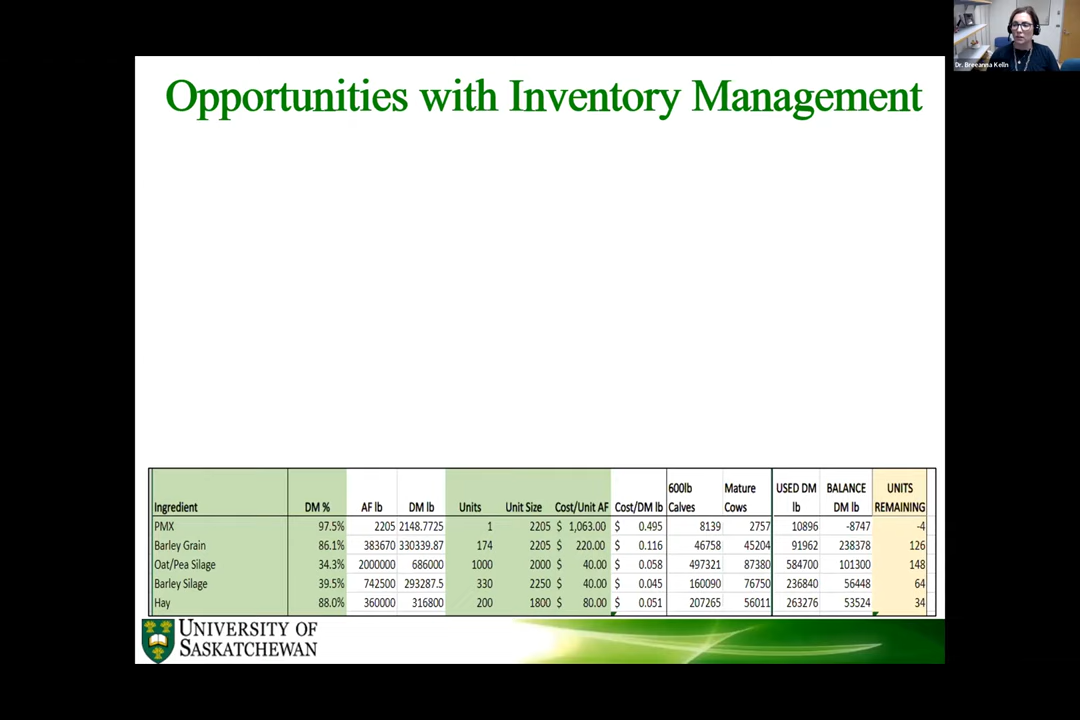 Dr. Breeanna Kelln
Opportunities with Inventory Management
600lb Mature USED DM BALANCE UNITS
Ingredient DM % AF lb DM lb Units Unit Size Cost/Unit AF Cost/DM lb Calves Cows lb DM lb REMAINING
PMX 97.5% 2205 2148.7725 1 2205 $ 1,063.00 $ 0.495 8139 2757 10896 -8747 -4
Barley Grain 86.1% 383670 330339.87 174 2205 $ 220.00 $ 0.116 46758 45204 91962 238378 126
Oat/Pea Silage 34.3% 2000000 686000 1000 2000 $ 40.00 $ 0.058 497321 87380 584700 101300 148
Barley Silage 39.5% 742500 293287.5 330 2250 $ 40.00 $ 0.045 160090 76750 236840 56448 64
Hay 88.0% 360000 316800 200 1800 $ 80.00 $ 0.051 207265 56011 263276 53524 34
UNIVERSITY OF
SASKATCHEWAN